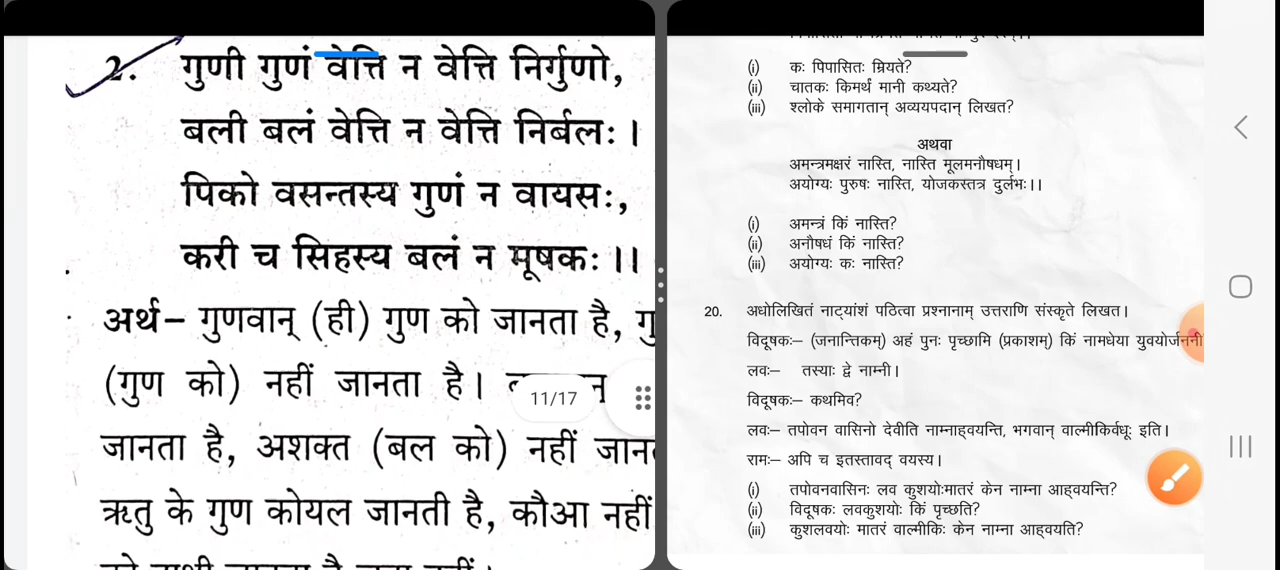 2. गुणी गुणं वेत्ति न वेत्ति निर्गुणो,
बली बलं वेत्ति न वेत्ति निर्बलः ।
पिको वसन्तस्य गुणं न वायसः,
करी च सिहस्य बलं न मूषकः ।।
अर्थ– गुणवान् (ही) गुण को जानता है,
(गुण को) नहीं जानता है।
जानता है, अशक्त (बल को) नहीं
ऋतु के गुण कोयल जानती है, कौआ नहीं
11/17
(i) कः पिपासितः म्रियते?
(ii) चातकः किमर्थं मानी कथ्यते?
(iii) श्लोके समागतान् अव्ययपदान् लिखत?
अथवा
अमन्त्रमक्षरं नास्ति, नास्ति मूलमनौषधम्।
अयोग्यः पुरुषः नास्ति, योजकस्तत्र दुर्लभः।।
(i) अमन्त्रं किं नास्ति?
(ii) अनौषधं किं नास्ति?
(iii) अयोग्यः कः नास्ति?
20. अधोलिखितं नाट्यांशं पठित्वा प्रश्नानाम् उत्तराणि संस्कृते लिखत।
विदूषकः– (जनान्तिकम्) अहं पुनः पृच्छामि (प्रकाशम्) किं नामधेया युवयोर्जननी
लवः– तस्याः द्वे नाम्नी।
विदूषकः– कथमिव?
लवः– तपोवन वासिनो देवीति नाम्नाह्वयन्ति, भगवान् वाल्मीकिर्वधूः इति।
रामः– अपि च इतस्तावद् वयस्य।
(i) तपोवनवासिनः लव कुशयोःमातरं केन नाम्ना आह्वयन्ति?
(ii) विदूषकः लवकुशयोः किं पृच्छति?
(iii) कुशलवयोः मातरं वाल्मीकिः केन नाम्ना आह्वयति?